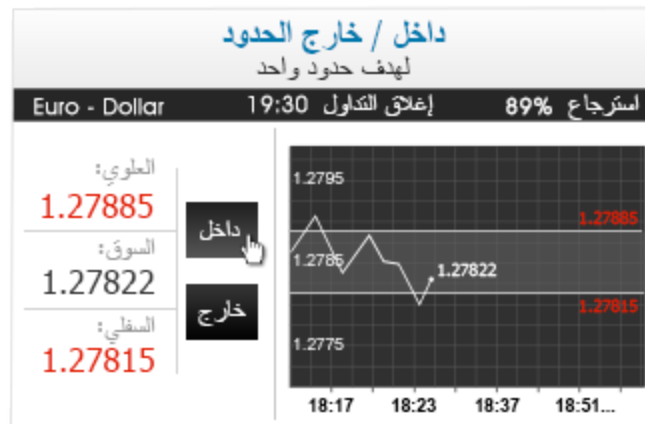 داخل / خارج الحدود
لهدف حدود واحد
استرجاع 89% إغلاق التداول 19:30 Euro - Dollar
العلوي:
1.27885
السوق:
1.27822
السفلي:
1.27815
داخل
خارج
1.2795
1.27885
1.2785
1.27822
1.27815
1.2775
18:17 18:23 18:37 18:51...